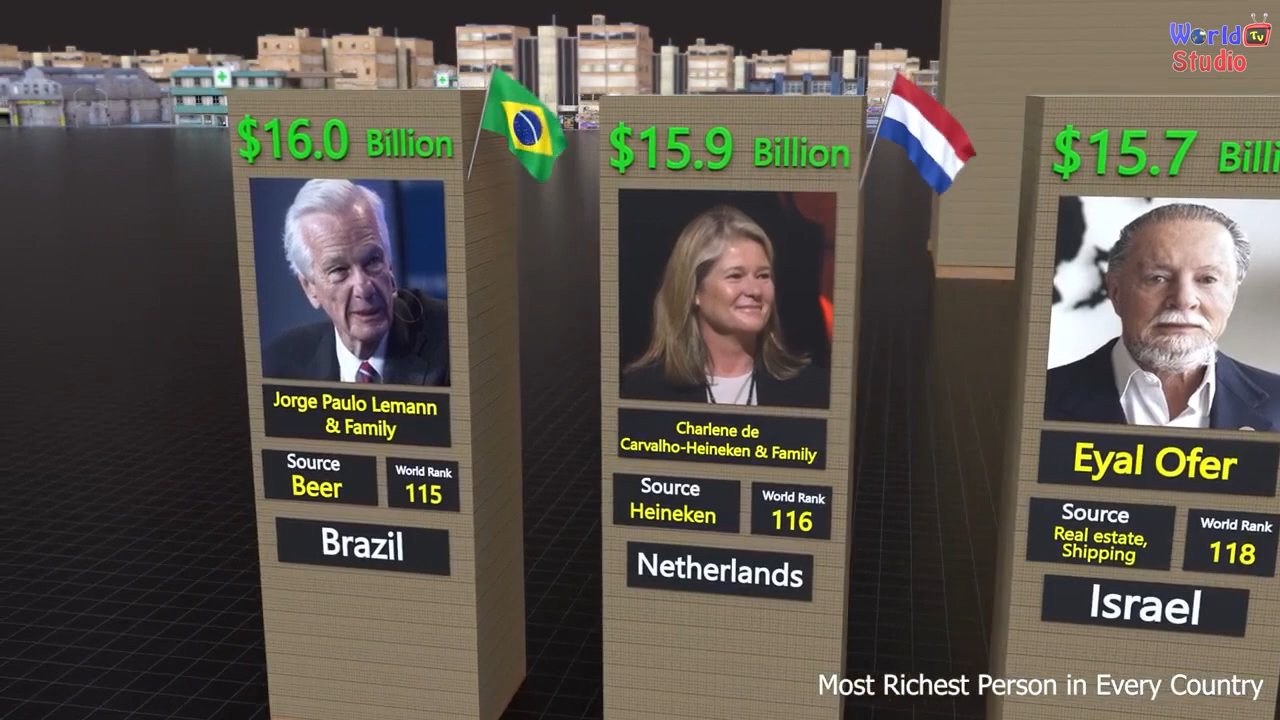 World Tv
Studio
$16.0 Billion
Jorge Paulo Lemann
& Family
Source
Beer
World Rank
115
Brazil
$15.9 Billion
Charlene de
Carvalho-Heineken & Family
Source
Heineken
World Rank
116
Netherlands
$15.7 Billi
Eyal Ofer
Source
Real estate,
Shipping
World Rank
118
Israel
Most Richest Person in Every Country